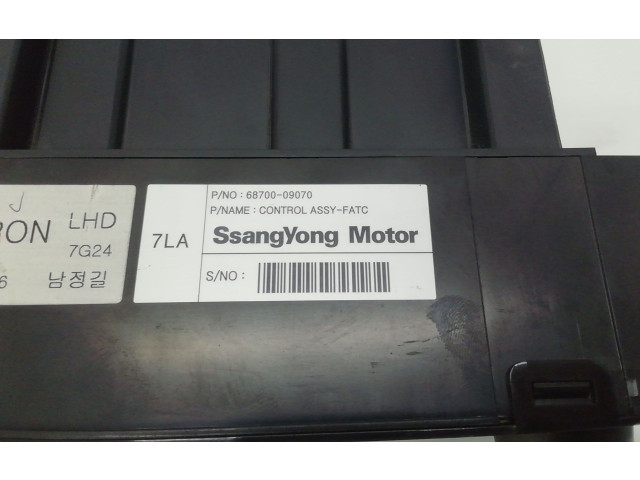 RON LHD
7G24
6 남정길
7LA
P/NO : 68700-09070
P/NAME : CONTROL ASSY-FATC
SsangYong Motor
S/NO :